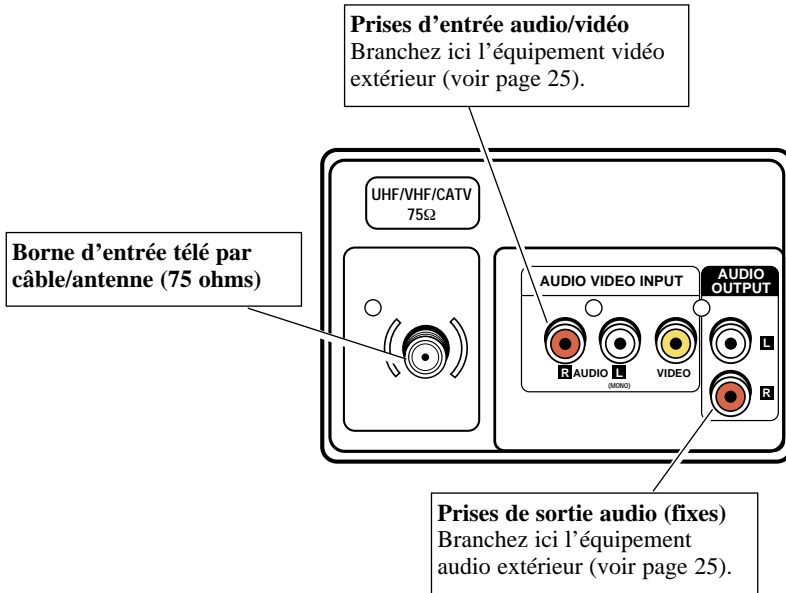 Prises d’entrée audio/vidéo
Branchez ici l’équipement vidéo
extérieur (voir page 25).
UHF/VHF/CATV
75Ω
Borne d’entrée télé par
câble/antenne (75 ohms)
AUDIO VIDEO INPUT
AUDIO
OUTPUT
L
R AUDIO L
(MONO)
VIDEO
R
Prises de sortie audio (fixes)
Branchez ici l’équipement
audio extérieur (voir page 25).